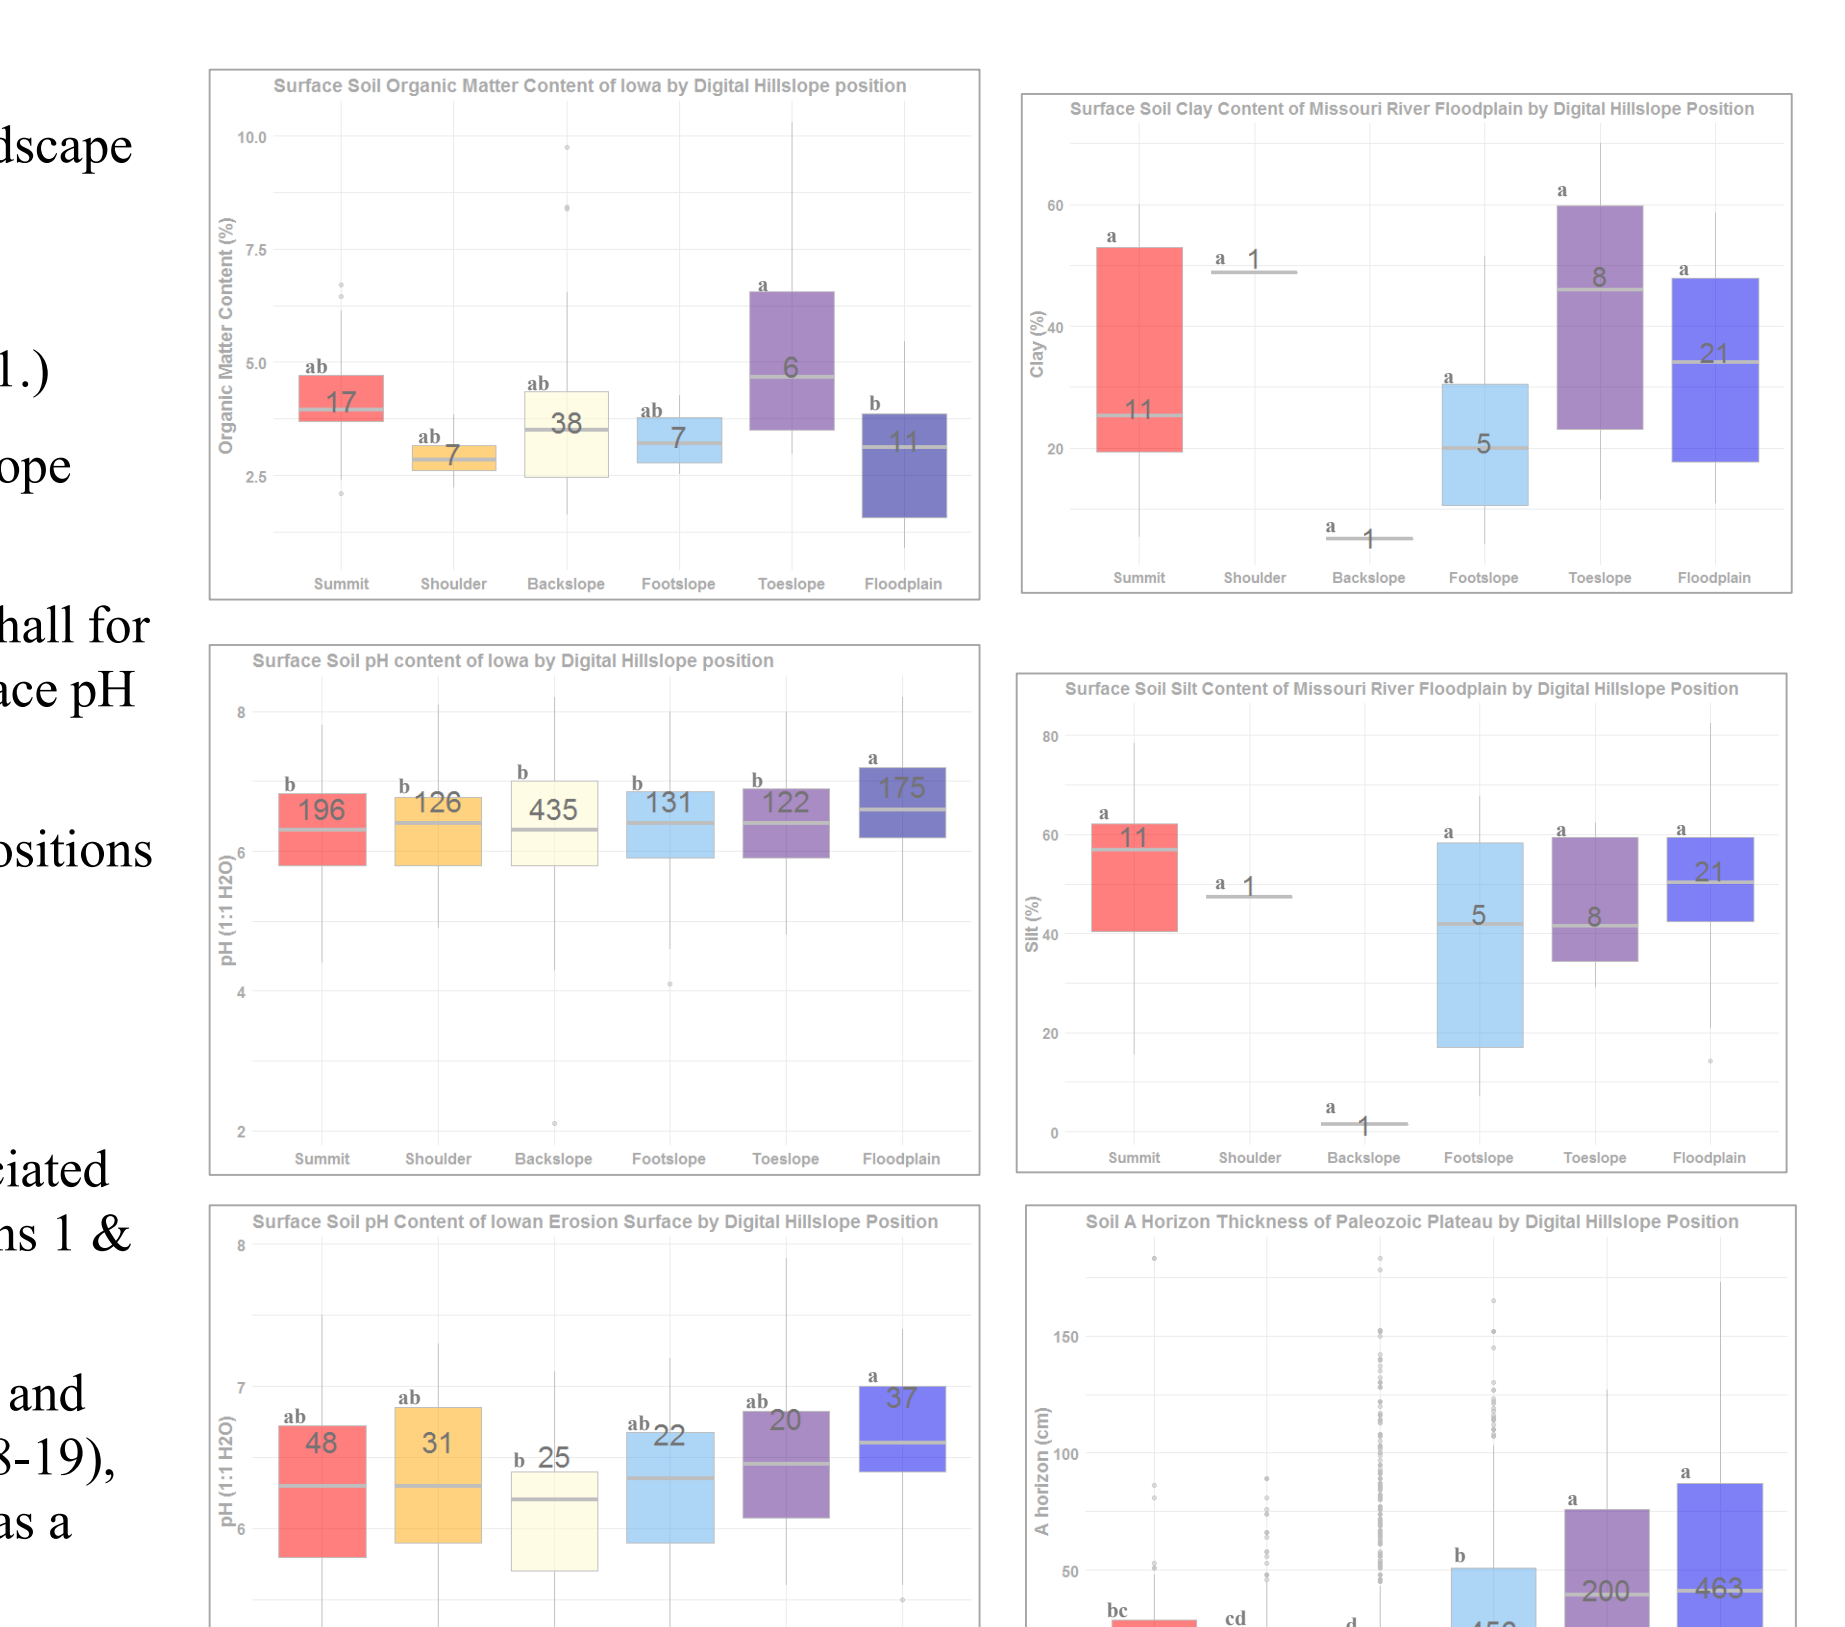 dscape
1.)
ope
hall for
ace pH
ositions
ciated
ns 1 &
and
8-19),
as a
Surface Soil Organic Matter Content of Iowa by Digital Hillslope position
Organic Matter Content (%)
10.0
7.5
5.0
2.5
ab
17
ab
7
ab
38
ab
7
a
6
b
11
Summit Shoulder Backslope Footslope Toeslope Floodplain
Surface Soil Clay Content of Missouri River Floodplain by Digital Hillslope Position
Clay (%)
60
40
20
a
11
a 1
a 1
a
5
a
8
a
21
Summit Shoulder Backslope Footslope Toeslope Floodplain
Surface Soil pH content of Iowa by Digital Hillslope position
pH (1:1 H2O)
8
6
4
2
b
196
b
126
b
435
b
131
b
122
a
175
Summit Shoulder Backslope Footslope Toeslope Floodplain
Surface Soil Silt Content of Missouri River Floodplain by Digital Hillslope Position
Silt (%)
80
60
40
20
0
a
11
a 1
a
1
a
5
a
8
a
21
Summit Shoulder Backslope Footslope Toeslope Floodplain
Surface Soil pH Content of Iowan Erosion Surface by Digital Hillslope Position
pH (1:1 H2O)
8
7
6
ab
48
ab
31
b 25
ab 22
ab
20
a
37
Soil A Horizon Thickness of Paleozoic Plateau by Digital Hillslope Position
A horizon (cm)
150
100
50
bc
cd
d
b
a
200
a
463